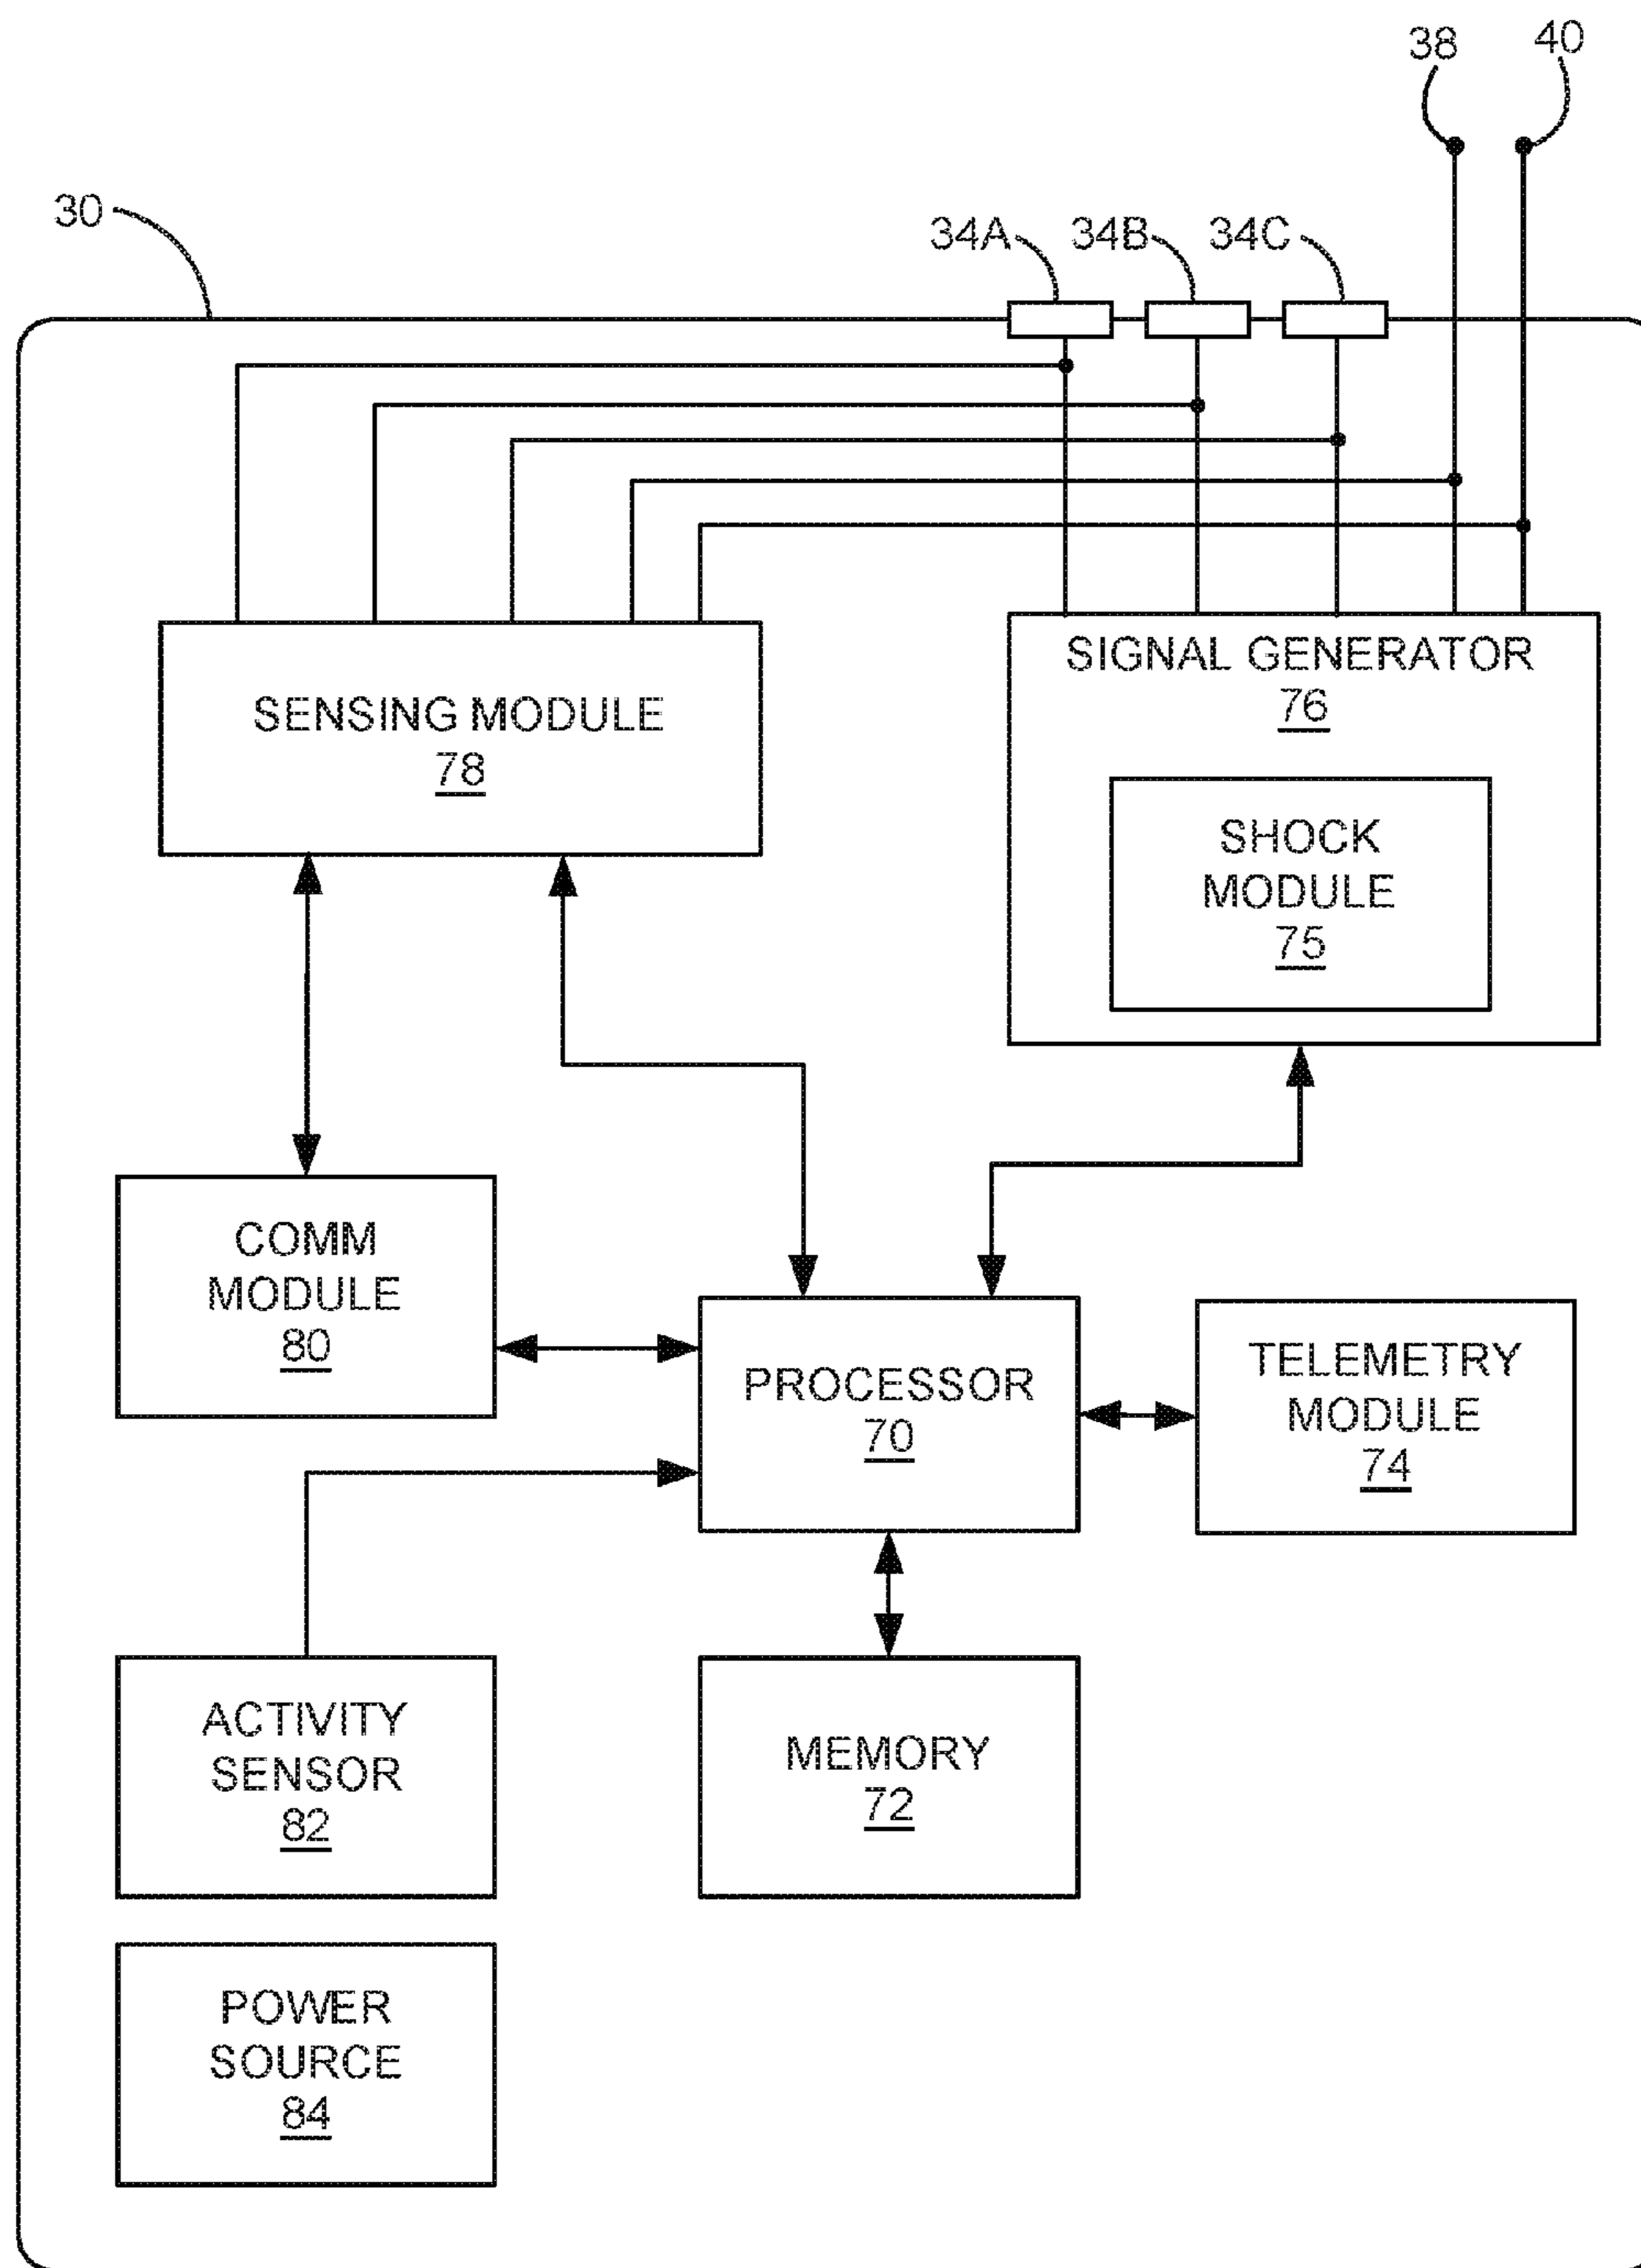 38
40
30
34A
34B
34C
SENSING MODULE
78
SIGNAL GENERATOR
76
SHOCK
MODULE
75
COMM
MODULE
80
PROCESSOR
70
TELEMETRY
MODULE
74
ACTIVITY
SENSOR
82
MEMORY
72
POWER
SOURCE
84